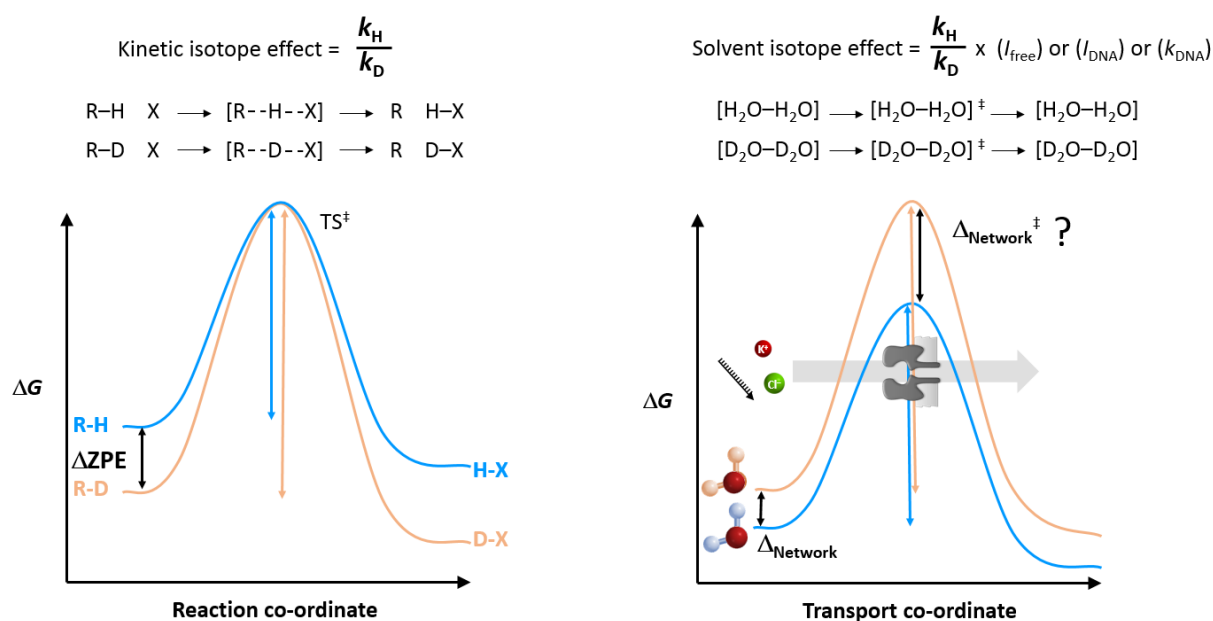 Kinetic isotope effect = kH/kD
R–H X → [R--H--X] → R H–X
R–D X → [R--D--X] → R D–X
TS‡
ΔG
R-H
ΔZPE
R-D
H-X
D-X
Reaction co-ordinate
Solvent isotope effect = kH/kD x (Ifree) or (IDNA) or (kDNA)
[H₂O–H₂O] → [H₂O–H₂O]‡ → [H₂O–H₂O]
[D₂O–D₂O] → [D₂O–D₂O]‡ → [D₂O–D₂O]
ΔNetwork‡ ?
K⁺
Cl⁻
ΔG
ΔNetwork
Transport co-ordinate